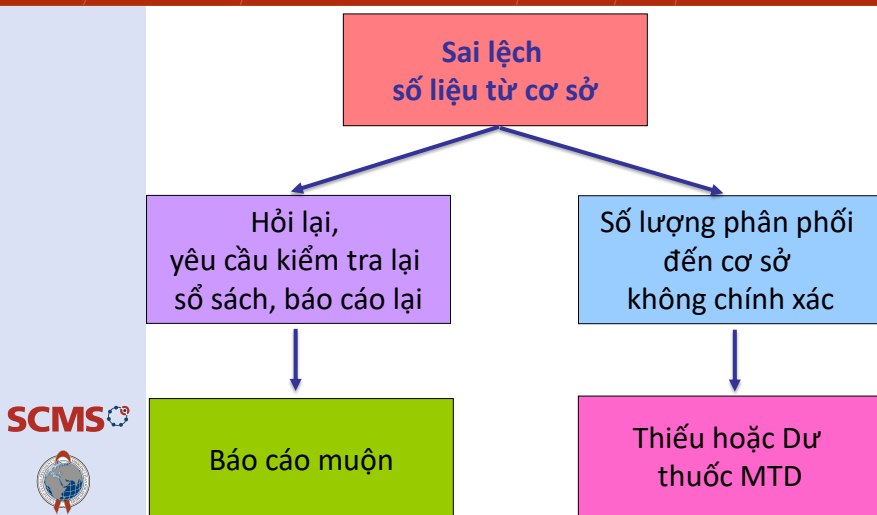 Sai lệch
số liệu từ cơ sở
Hỏi lại,
yêu cầu kiểm tra lại
sổ sách, báo cáo lại
Số lượng phân phối
đến cơ sở
không chính xác
Báo cáo muộn
Thiếu hoặc Dư
thuốc MTD
SCMS